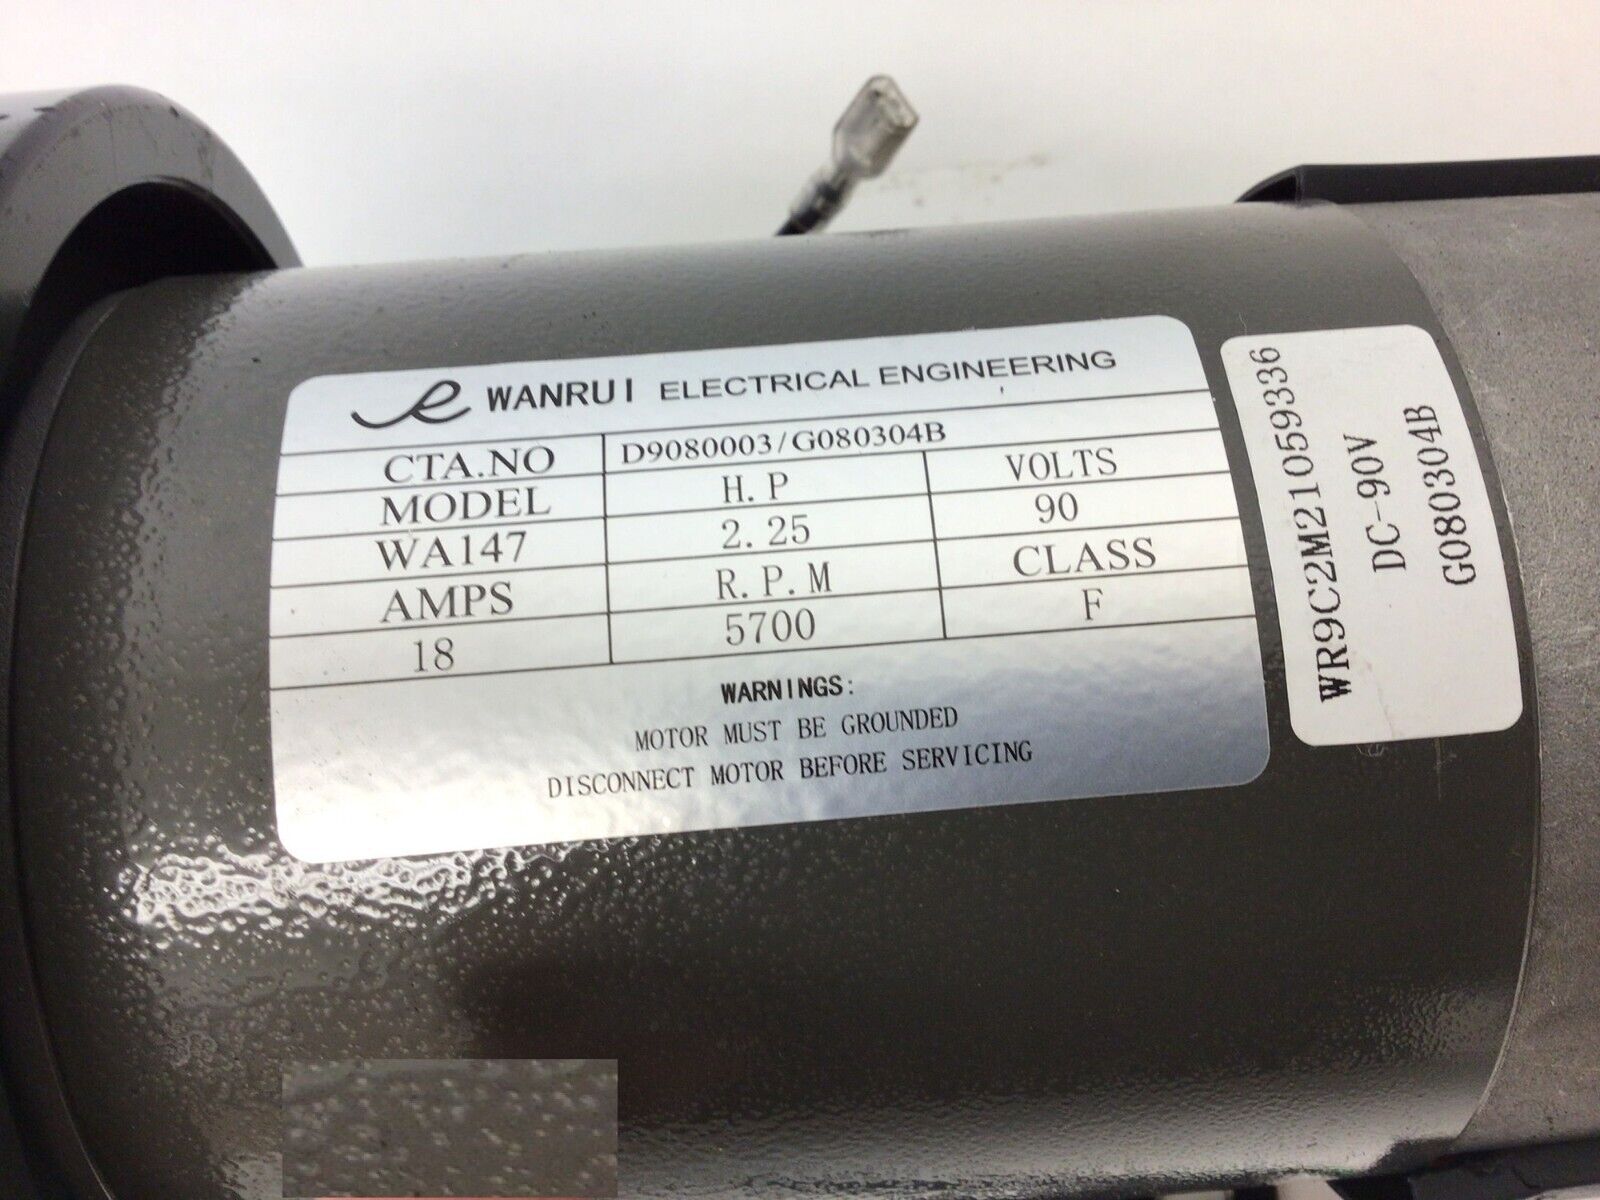 WANRUI ELECTRICAL ENGINEERING
CTA.NO D9080003/G080304B
MODEL H.P VOLTS
WA147 2.25 90
AMPS R.P.M CLASS
18 5700 F
WARNINGS:
MOTOR MUST BE GROUNDED
DISCONNECT MOTOR BEFORE SERVICING
WR9C2M21059336
DC-90V
G080304B